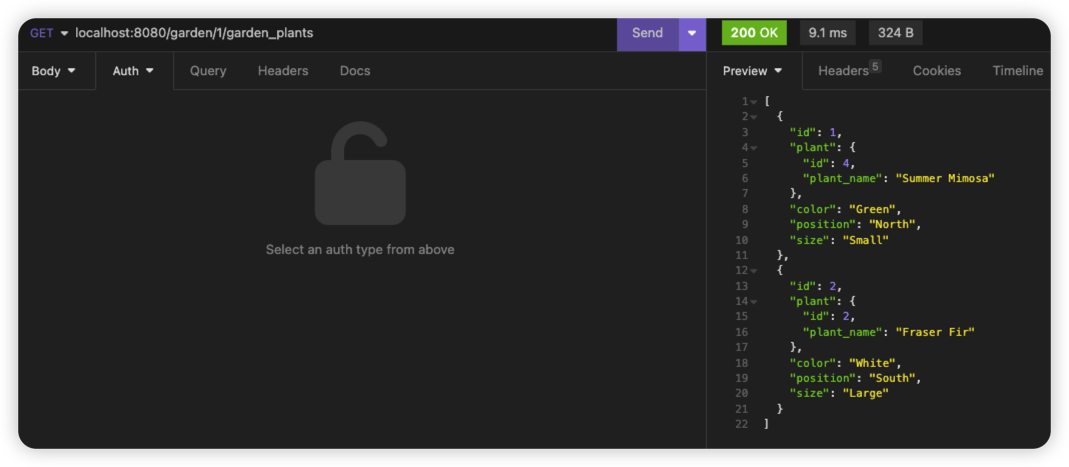 GET localhost:8080/garden/1/garden_plants Send 200 OK 9.1 ms 324 B
Body Auth Query Headers Docs
Select an auth type from above
Preview Headers 5 Cookies Timeline
1 [
2 {
3 "id": 1,
4 "plant": {
5 "id": 4,
6 "plant_name": "Summer Mimosa"
7 },
8 "color": "Green",
9 "position": "North",
10 "size": "Small"
11 },
12 {
13 "id": 2,
14 "plant": {
15 "id": 2,
16 "plant_name": "Fraser Fir"
17 },
18 "color": "White",
19 "position": "South",
20 "size": "Large"
21 }
22 ]